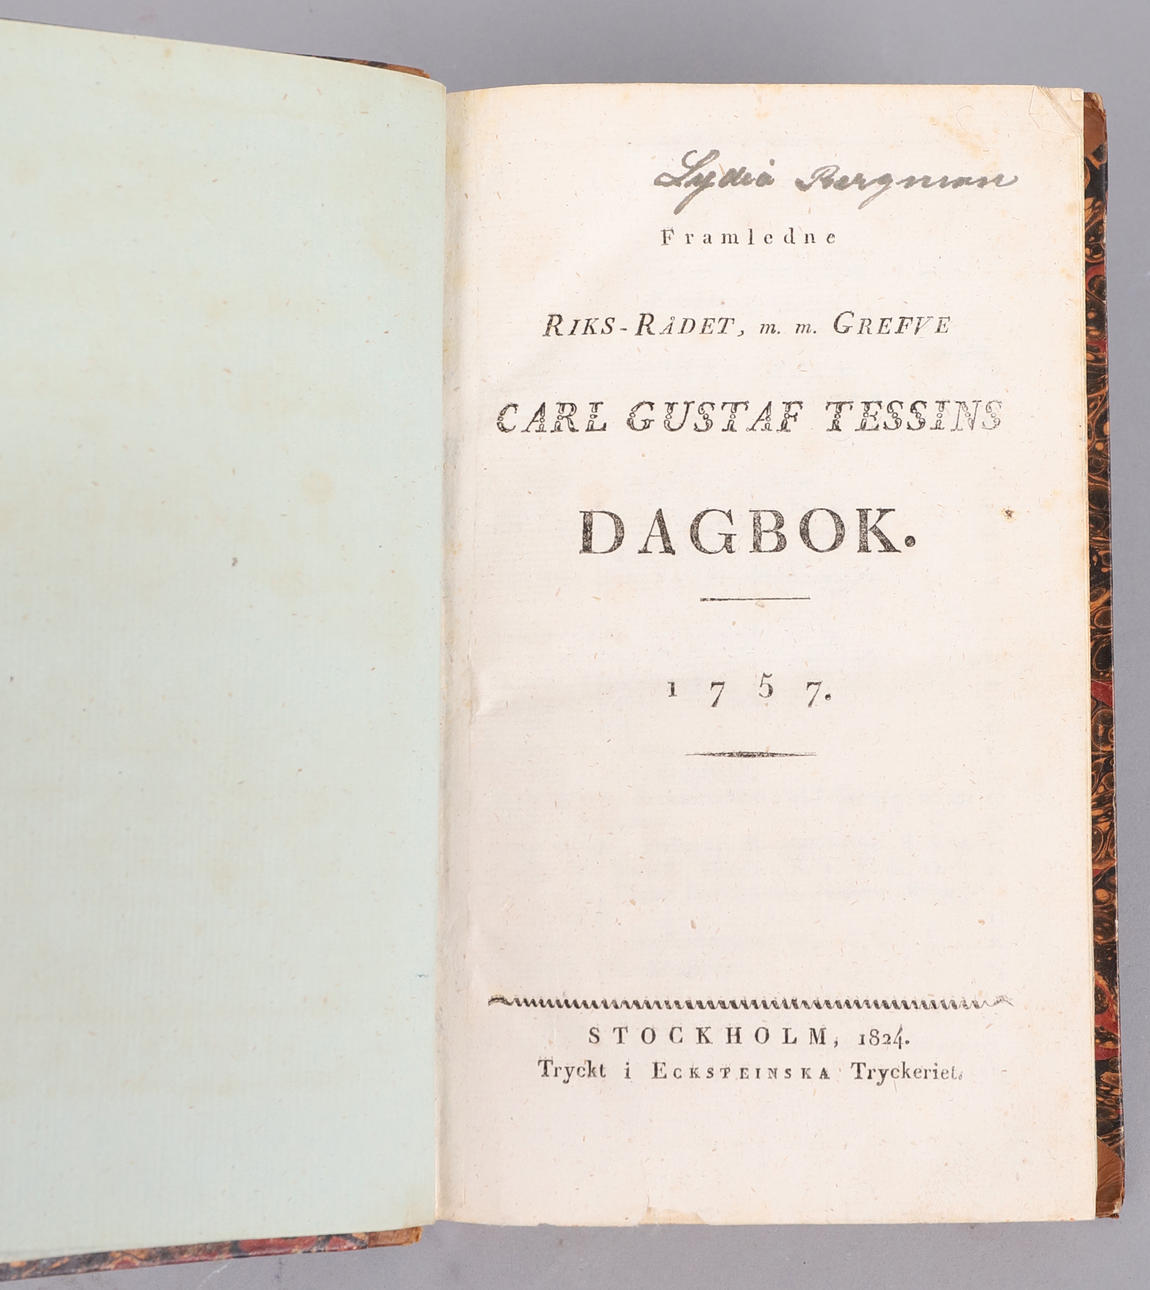 Lydia Bergman
Framledne
RIKS-RÅDET, m. m. GREFVE
CARL GUSTAF TESSINS
DAGBOK.
1757.
STOCKHOLM, 1824.
Tryckt i ECKSTEINSKA Tryckeriet.